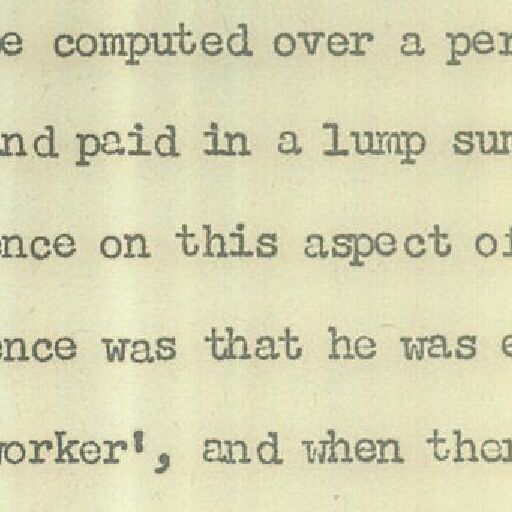 e computed over a per
nd paid in a lump sum
ence on this aspect of
ence was that he was e
worker', and when ther